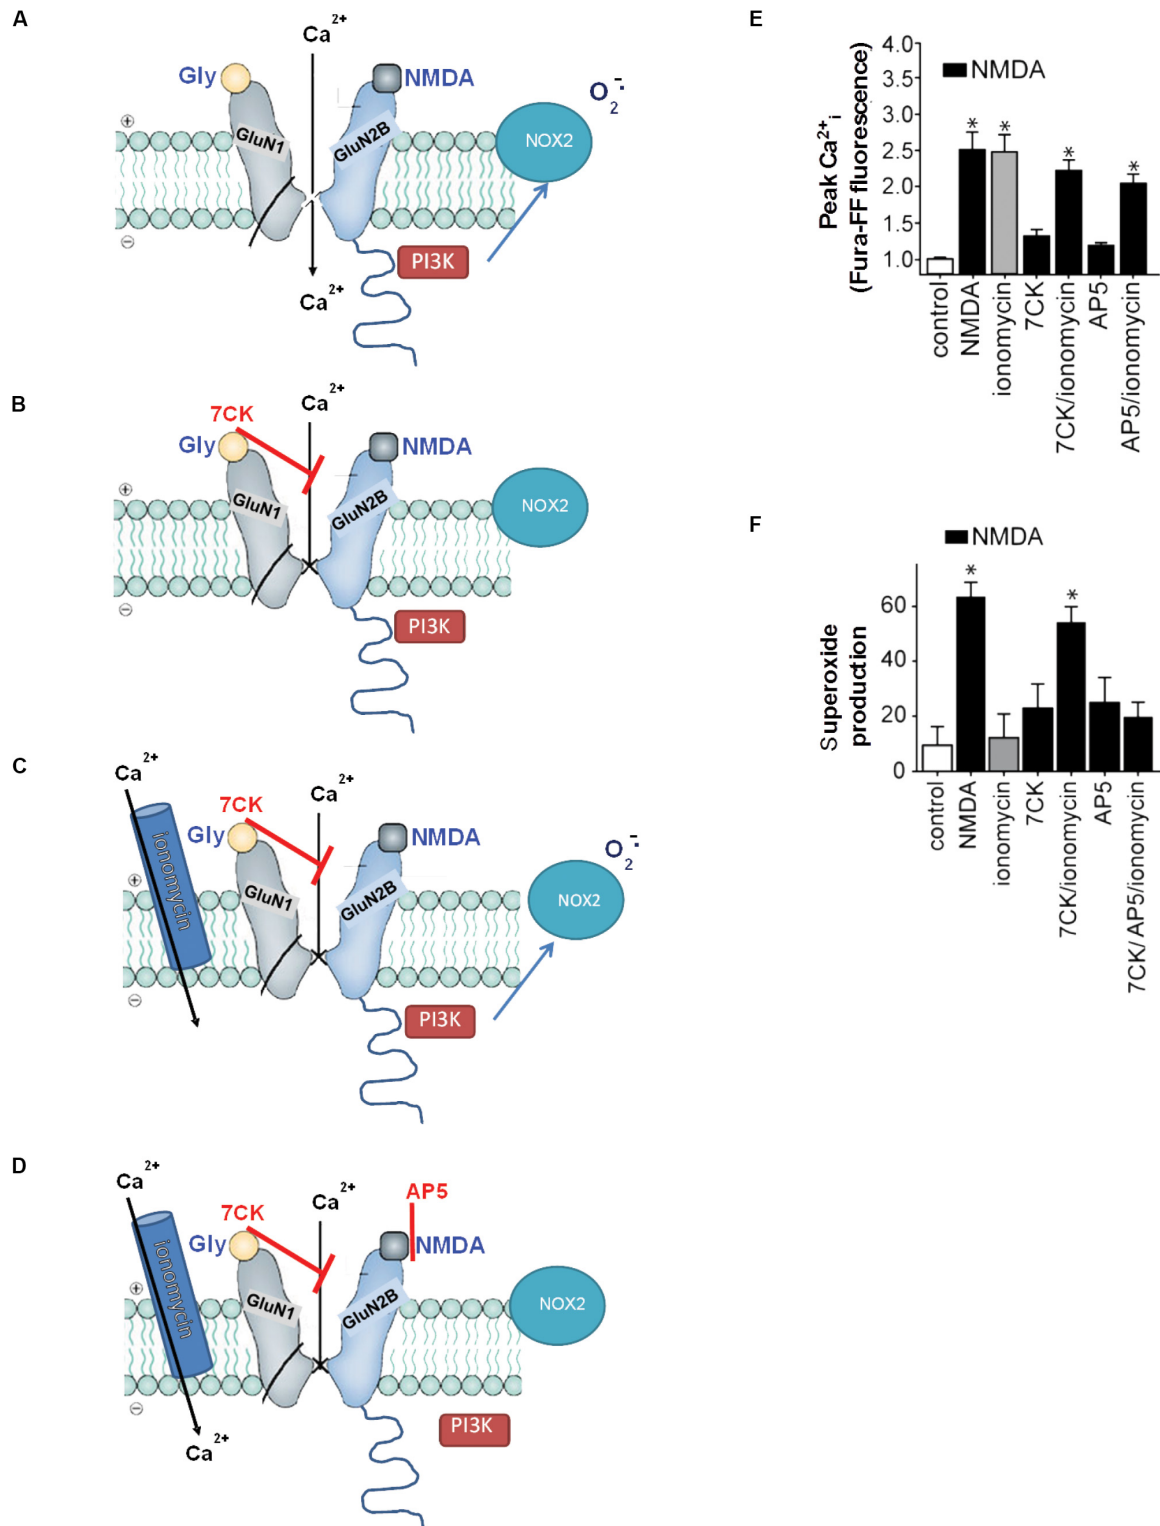 A
Ca2+
Gly
NMDA
O2·-
GluN1
GluN2B
NOX2
+
−
PI3K
Ca2+
B
Ca2+
7CK
Gly
NMDA
GluN1
GluN2B
NOX2
+
−
PI3K
C
Ca2+
ionomycin
7CK
Ca2+
Gly
NMDA
O2·-
GluN1
GluN2B
NOX2
+
−
PI3K
D
Ca2+
ionomycin
7CK
Ca2+
AP5
Gly
NMDA
GluN1
GluN2B
NOX2
+
−
PI3K
Ca2+
E
Peak Ca2+i
(Fura-FF fluorescence)
4.0
3.5
3.0
2.5
2.0
1.5
1.0
NMDA
*
*
*
*
control
NMDA
ionomycin
7CK
7CK/ionomycin
AP5
AP5/ionomycin
F
NMDA
Superoxide
production
60
40
20
0
*
*
control
NMDA
ionomycin
7CK
7CK/ionomycin
AP5
7CK/AP5/ionomycin